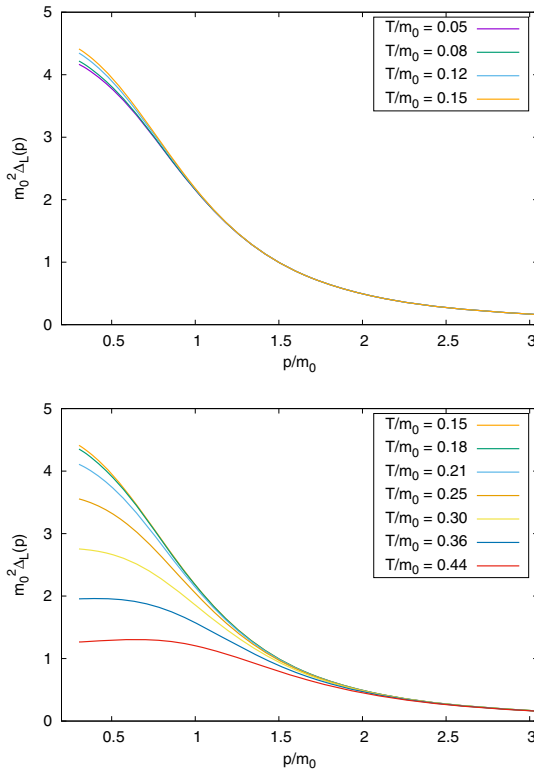 5
4
3
2
1
0
m₀²Δ_L(p)
0.5
1
1.5
2
2.5
3
p/m₀
T/m₀ = 0.05
T/m₀ = 0.08
T/m₀ = 0.12
T/m₀ = 0.15
5
4
3
2
1
0
m₀²Δ_L(p)
0.5
1
1.5
2
2.5
3
p/m₀
T/m₀ = 0.15
T/m₀ = 0.18
T/m₀ = 0.21
T/m₀ = 0.25
T/m₀ = 0.30
T/m₀ = 0.36
T/m₀ = 0.44